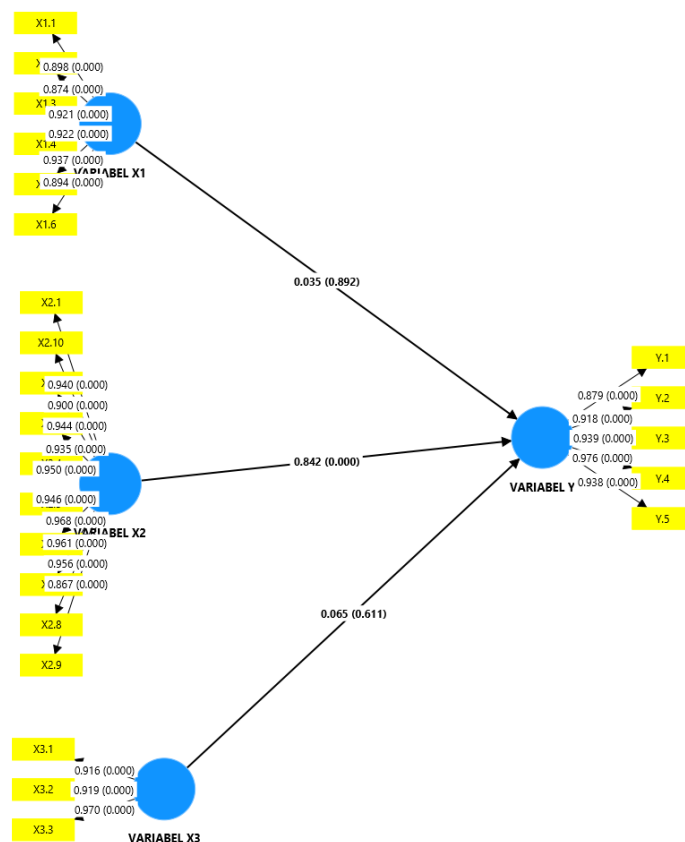 X1.1
0.898 (0.000)
0.874 (0.000)
X1.3
0.921 (0.000)
0.922 (0.000)
X1.4
0.937 (0.000)
VARIABEL X1
0.894 (0.000)
X1.6
0.035 (0.892)
X2.1
X2.10
0.940 (0.000)
0.900 (0.000)
0.944 (0.000)
0.935 (0.000)
0.950 (0.000)
0.946 (0.000)
0.968 (0.000)
VARIABEL X2
0.961 (0.000)
0.956 (0.000)
0.867 (0.000)
X2.8
X2.9
0.842 (0.000)
Y.1
0.879 (0.000)
Y.2
0.918 (0.000)
0.939 (0.000)
Y.3
0.976 (0.000)
Y.4
0.938 (0.000)
VARIABEL Y
Y.5
0.065 (0.611)
X3.1
0.916 (0.000)
X3.2
0.919 (0.000)
0.970 (0.000)
X3.3
VARIABEL X3